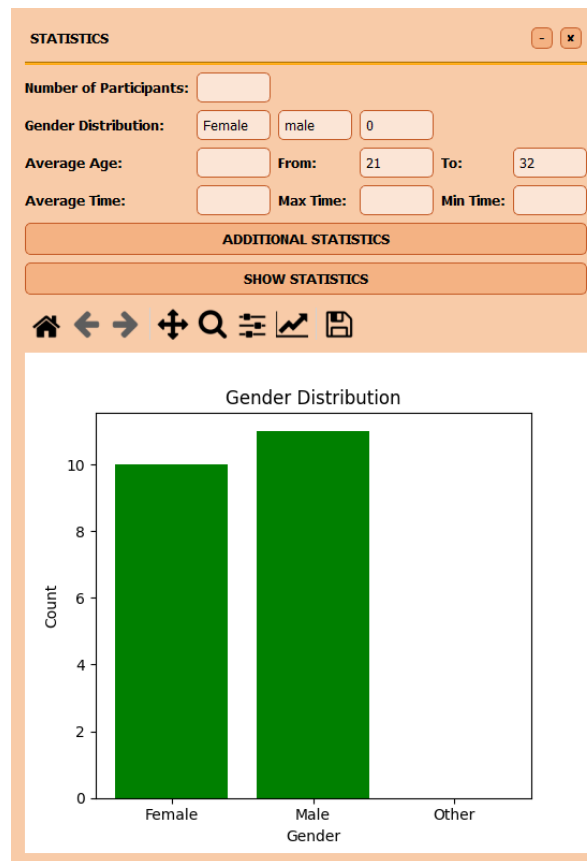 STATISTICS - x
Number of Participants:
Gender Distribution: Female male 0
Average Age: From: 21 To: 32
Average Time: Max Time: Min Time:
ADDITIONAL STATISTICS
SHOW STATISTICS
Gender Distribution
10
8
6
4
2
0
Count
Female Male Other
Gender